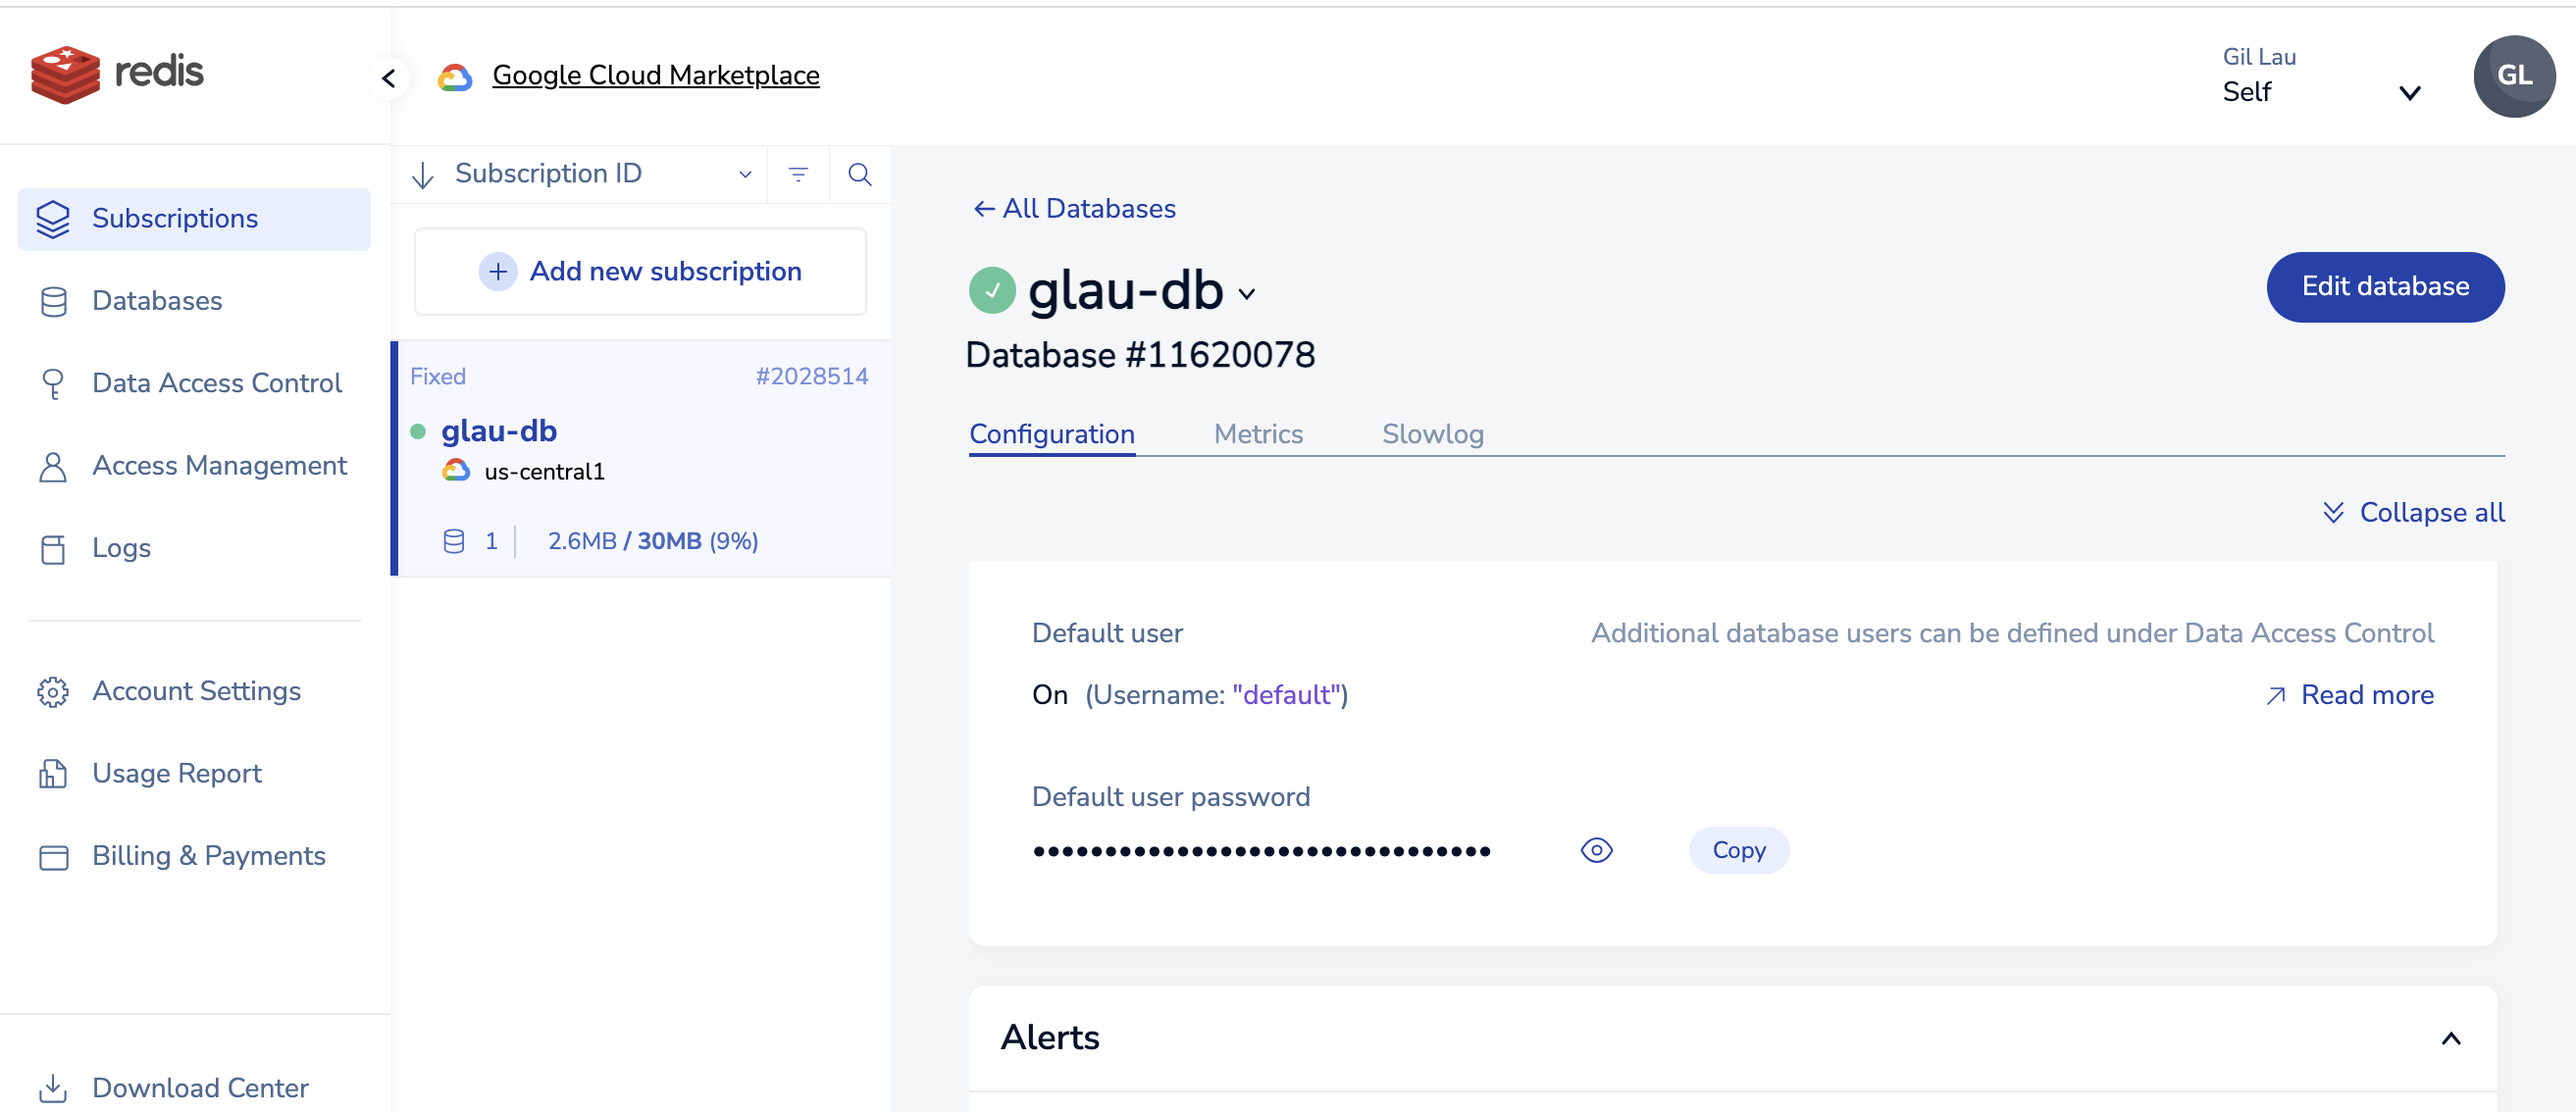 redis
Google Cloud Marketplace
Gil Lau
Self
GL
Subscriptions
Databases
Data Access Control
Access Management
Logs
Account Settings
Usage Report
Billing & Payments
Download Center
Subscription ID
Add new subscription
Fixed #2028514
glau-db
us-central1
1 2.6MB / 30MB (9%)
All Databases
glau-db
Edit database
Database #11620078
Configuration Metrics Slowlog
Collapse all
Default user Additional database users can be defined under Data Access Control
On (Username: "default") Read more
Default user password
•••••••••••••••••••••••••••••••• Copy
Alerts